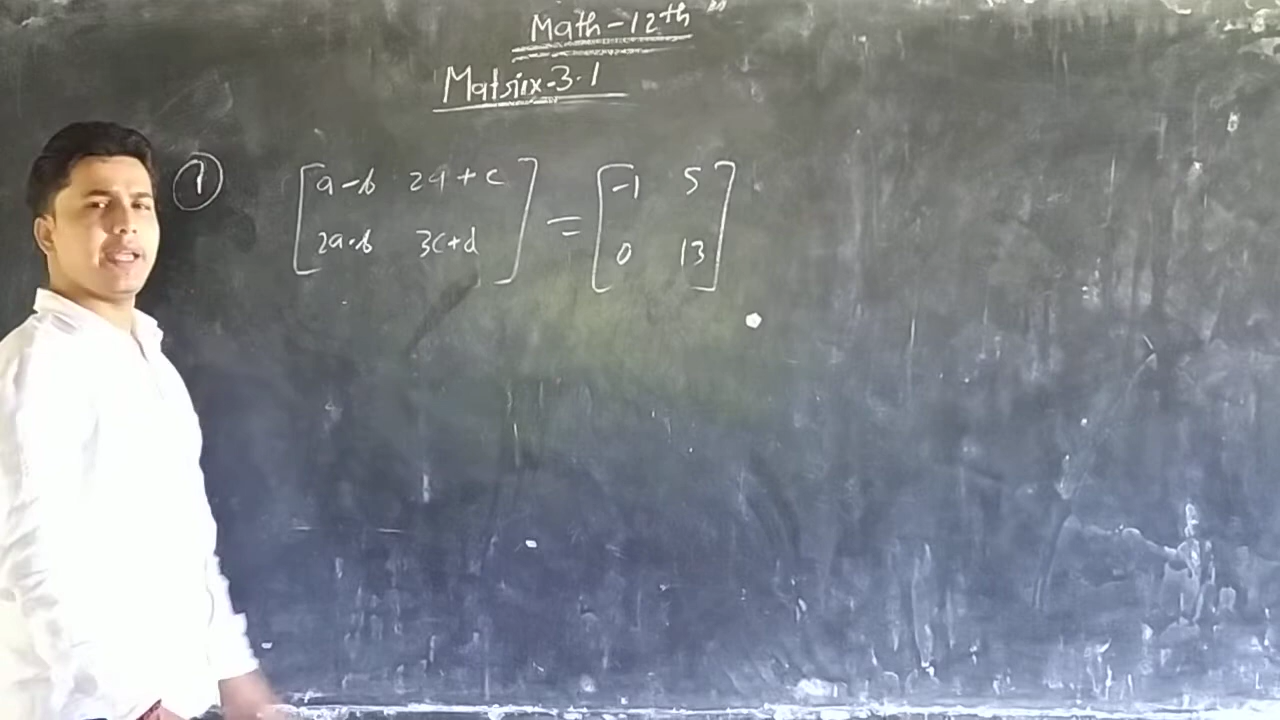 Math-12th
Matrix-3.1
1 [a-b 2a+c] = [-1 5]
[2a-b 3c+d] [0 13]